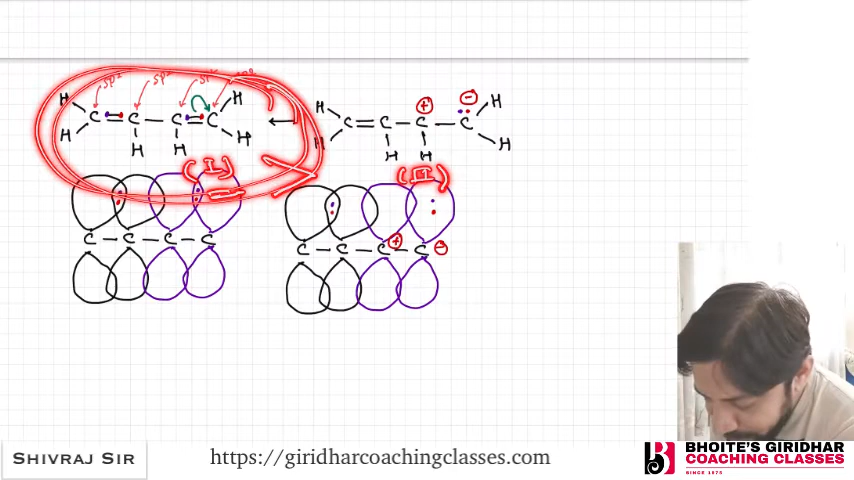 sp² sp² sp² sp²
H H H H
C = C — C = C ↔ C = C — C — C
⊕ ⊖
H H H H H H H H
(I) (II)
C — C — C — C C — C — C ⊕ — C ⊖
SHIVRAJ SIR
https://giridharcoachingclasses.com
BHOITE'S GIRIDHAR
COACHING CLASSES
SINCE 1975